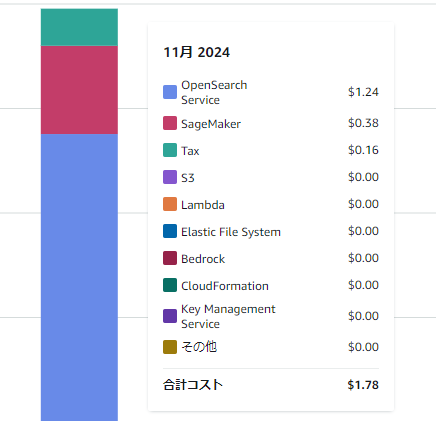 11月 2024
OpenSearch
Service $1.24
SageMaker $0.38
Tax $0.16
S3 $0.00
Lambda $0.00
Elastic File System $0.00
Bedrock $0.00
CloudFormation $0.00
Key Management
Service $0.00
その他 $0.00
合計コスト $1.78